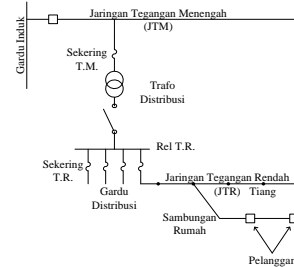 Gardu Induk
Jaringan Tegangan Menengah
(JTM)
Sekering
T.M.
Trafo
Distribusi
Rel T.R.
Sekering
T.R.
Gardu
Distribusi
Jaringan Tegangan Rendah
(JTR) Tiang
Sambungan
Rumah
Pelanggan